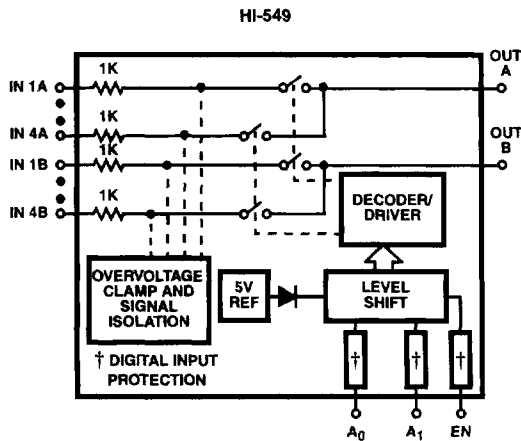 HI-549
1K
OUT
A
IN 1A
IN 4A
1K
OUT
B
IN 1B
1K
IN 4B
1K
DECODER/
DRIVER
OVERVOLTAGE
CLAMP AND
SIGNAL
ISOLATION
5V
REF
LEVEL
SHIFT
† DIGITAL INPUT
PROTECTION
† † †
A0 A1 EN